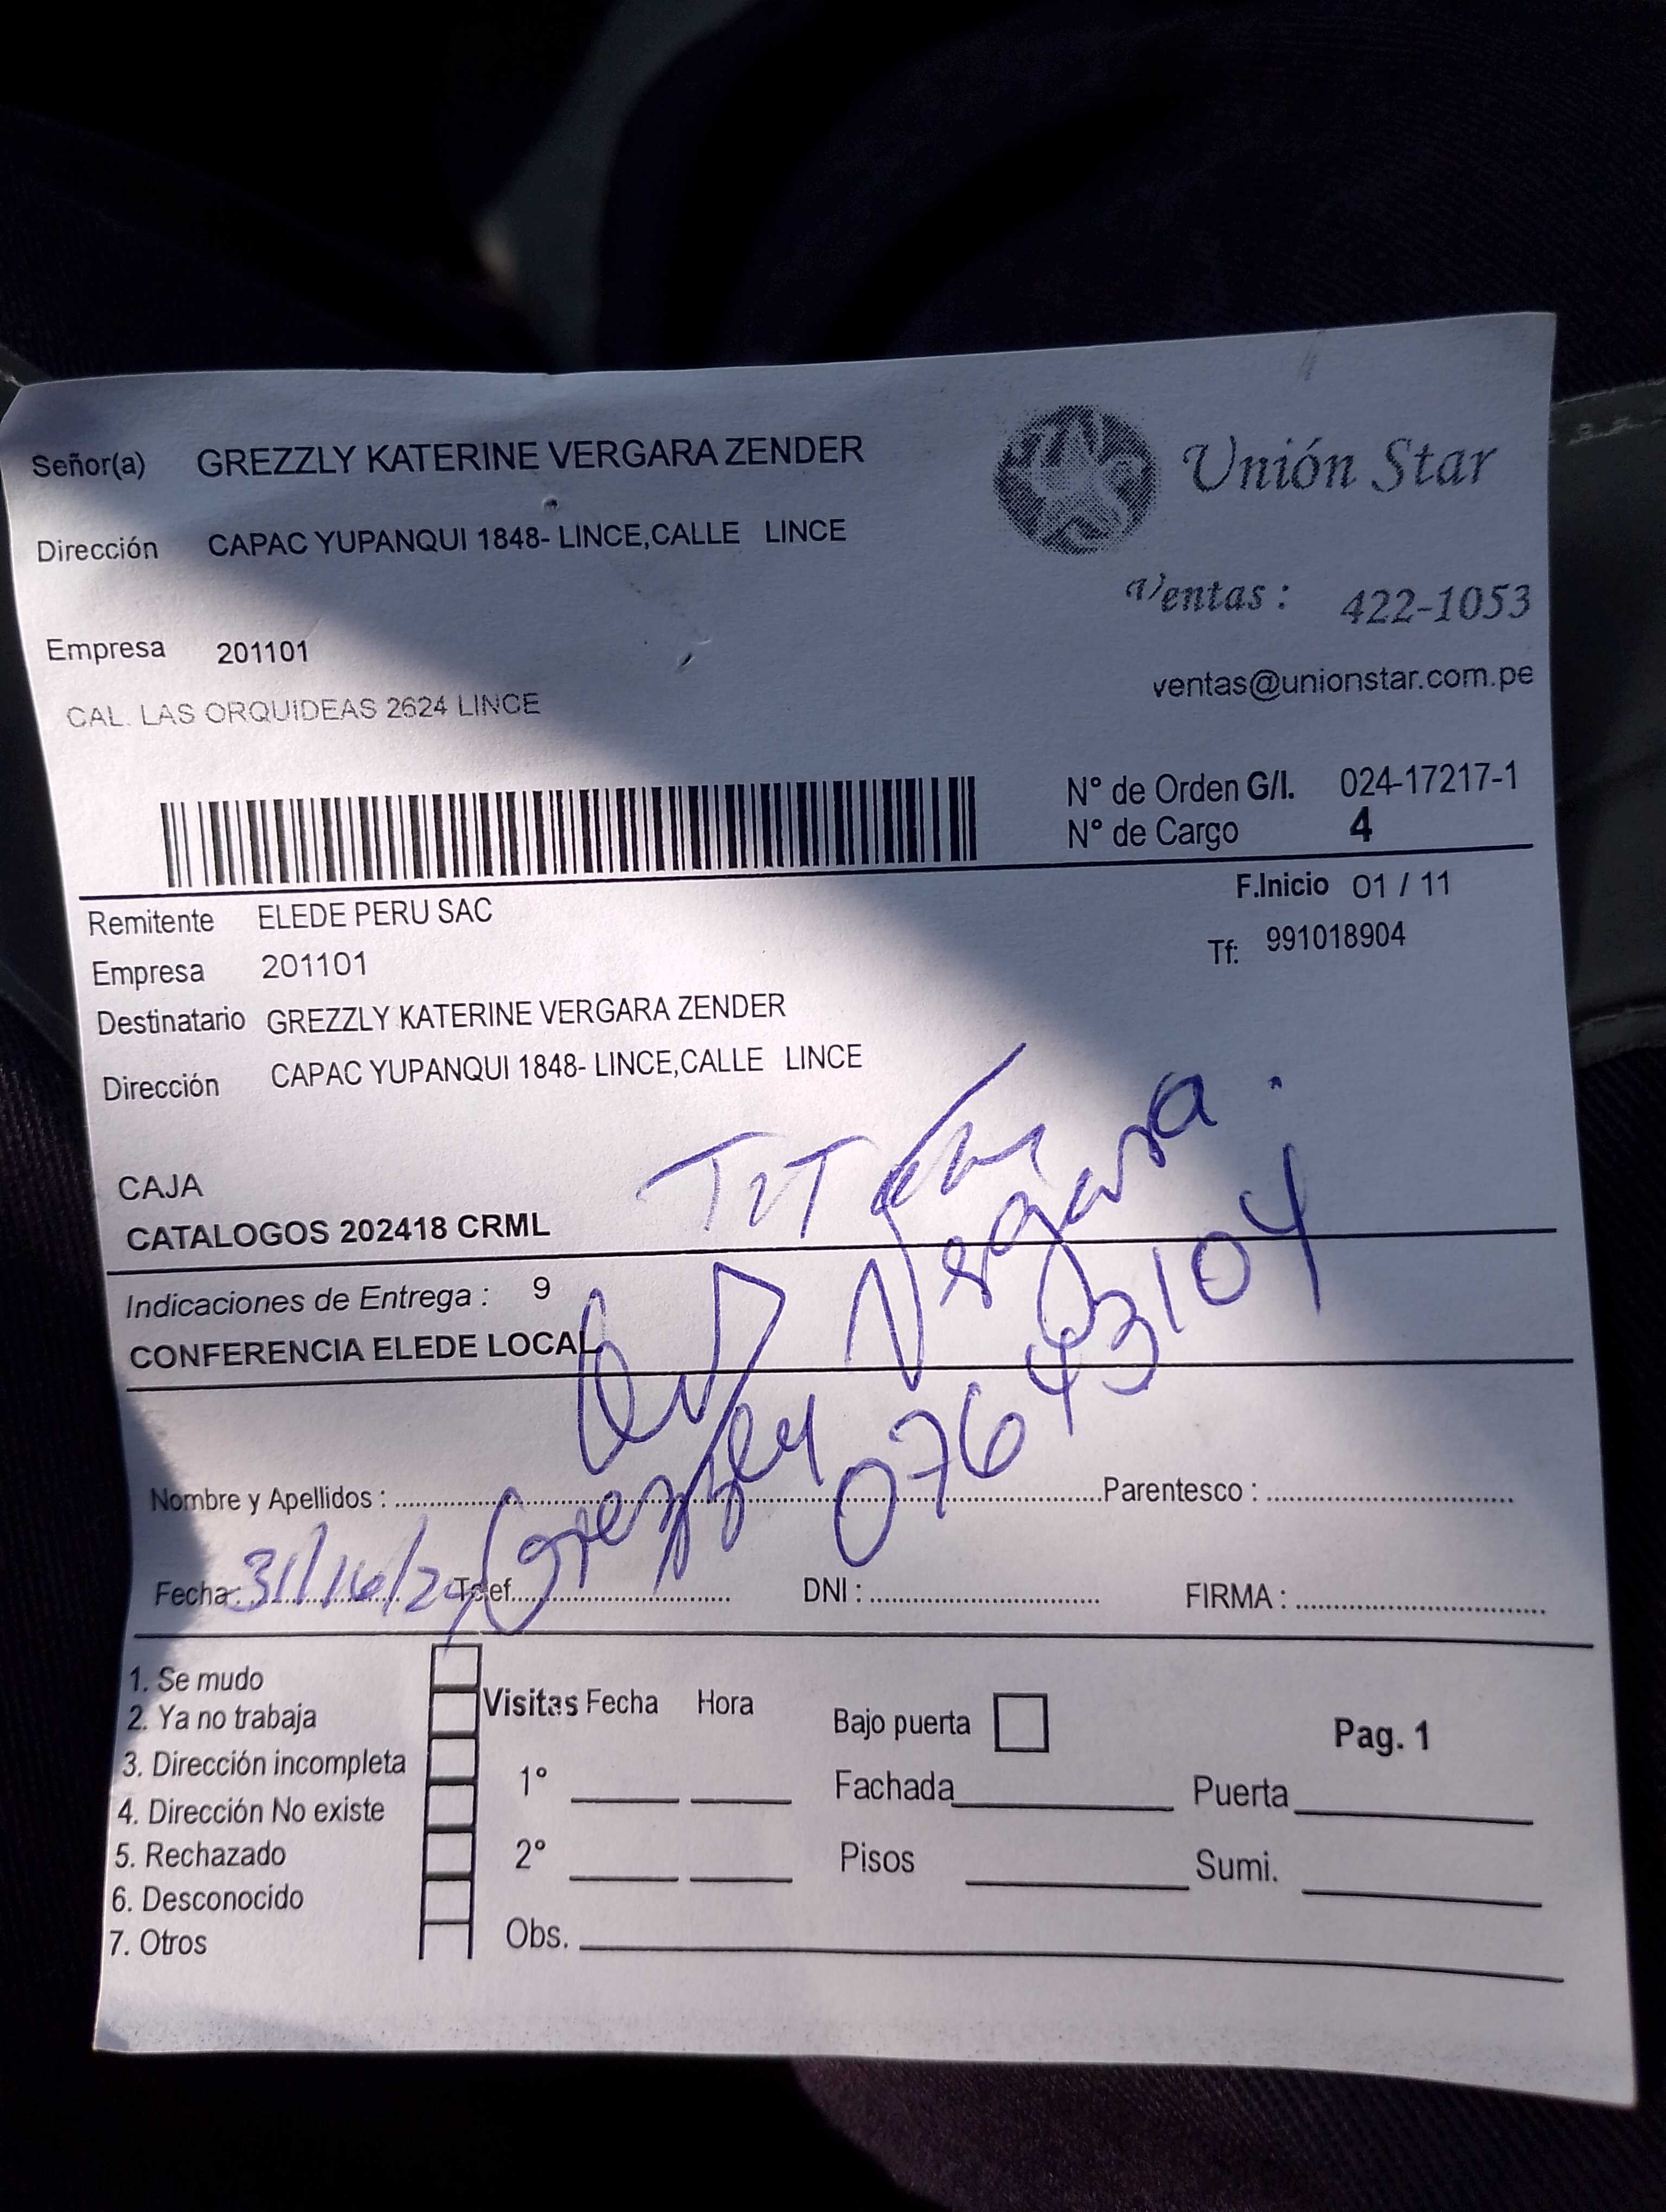 Señor(a) GREZZLY KATERINE VERGARA ZENDER
Unión Star
Dirección CAPAC YUPANQUI 1848- LINCE,CALLE LINCE
Ventas : 422-1053
Empresa 201101
ventas@unionstar.com.pe
CAL. LAS ORQUIDEAS 2624 LINCE
N° de Orden G/I. 024-17217-1
N° de Cargo 4
F.Inicio 01 / 11
Remitente ELEDE PERU SAC
Tf: 991018904
Empresa 201101
Destinatario GREZZLY KATERINE VERGARA ZENDER
Dirección CAPAC YUPANQUI 1848- LINCE,CALLE LINCE
CAJA
CATALOGOS 202418 CRML
Indicaciones de Entrega : 9
CONFERENCIA ELEDE LOCAL
Grezzly Vergara
07643104
Nombre y Apellidos : Parentesco :
Fecha : Telef. DNI : FIRMA :
1. Se mudo
2. Ya no trabaja
3. Dirección incompleta
4. Dirección No existe
5. Rechazado
6. Desconocido
7. Otros
Visitas Fecha Hora
1°
2°
Obs.
Bajo puerta
Pag. 1
Fachada Puerta
Pisos Sumi.